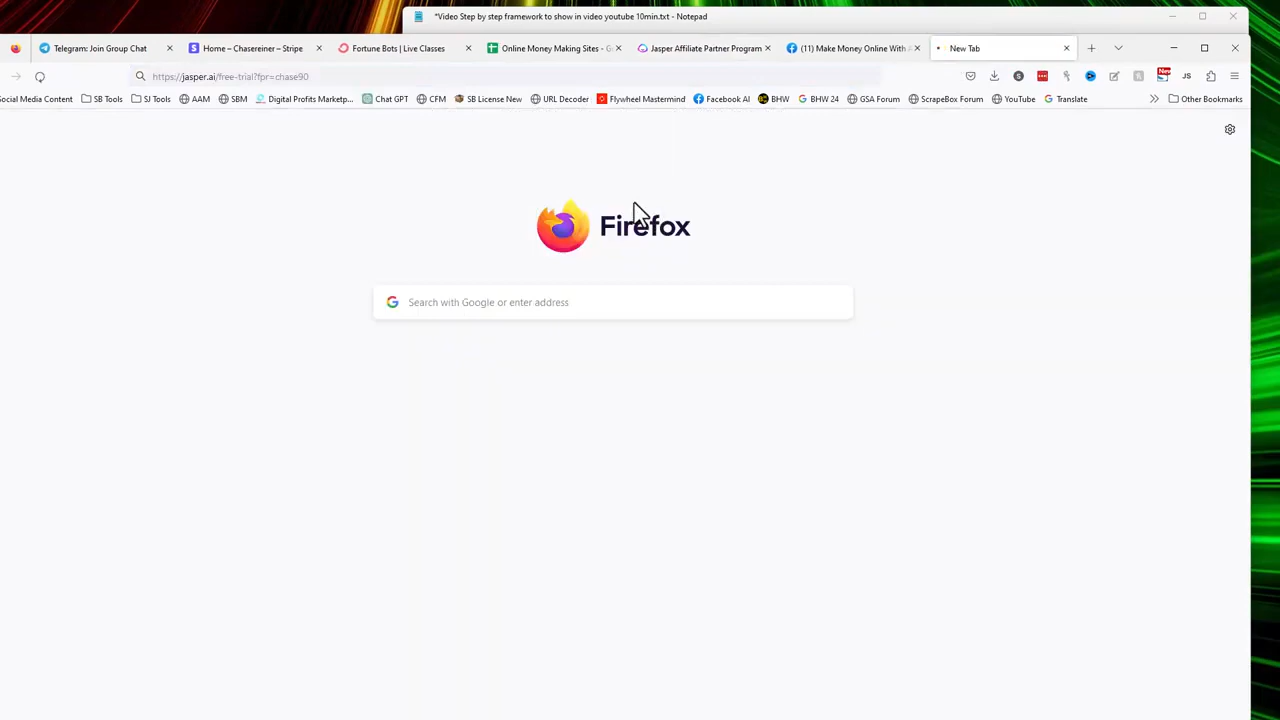 *Video Step by step framework to show in video youtube 10min.txt - Notepad
Telegram: Join Group Chat
Home – Chasereiner – Stripe
Fortune Bots | Live Classes
Online Money Making Sites - G
Jasper Affiliate Partner Program
(11) Make Money Online With A
New Tab
https://jasper.ai/free-trial?fpr=chase90
New
JS
Social Media Content
SB Tools
SJ Tools
AAM
SBM
Digital Profits Marketp...
Chat GPT
CFM
SB License New
URL Decoder
Flywheel Mastermind
Facebook AI
BHW
BHW 24
GSA Forum
ScrapeBox Forum
YouTube
Translate
Other Bookmarks
Firefox
Search with Google or enter address